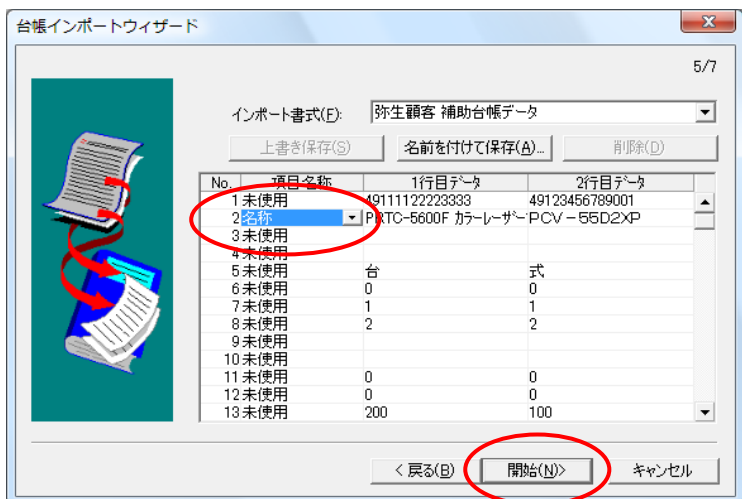 台帳インポートウィザード
5/7
インポート書式(F): 弥生顧客 補助台帳データ
上書き保存(S) 名前を付けて保存(A)... 削除(D)
No. 項目名称 1行目データ 2行目データ
1 未使用 49111122223333 49123456789001
2 名称 PRTC-5600F カラーレーザー PCV-55D2XP
3 未使用
4 未使用
5 未使用 台 式
6 未使用 0 0
7 未使用 1 1
8 未使用 2 2
9 未使用
10 未使用
11 未使用 0 0
12 未使用 0 0
13 未使用 200 100
< 戻る(B) 開始(N)> キャンセル